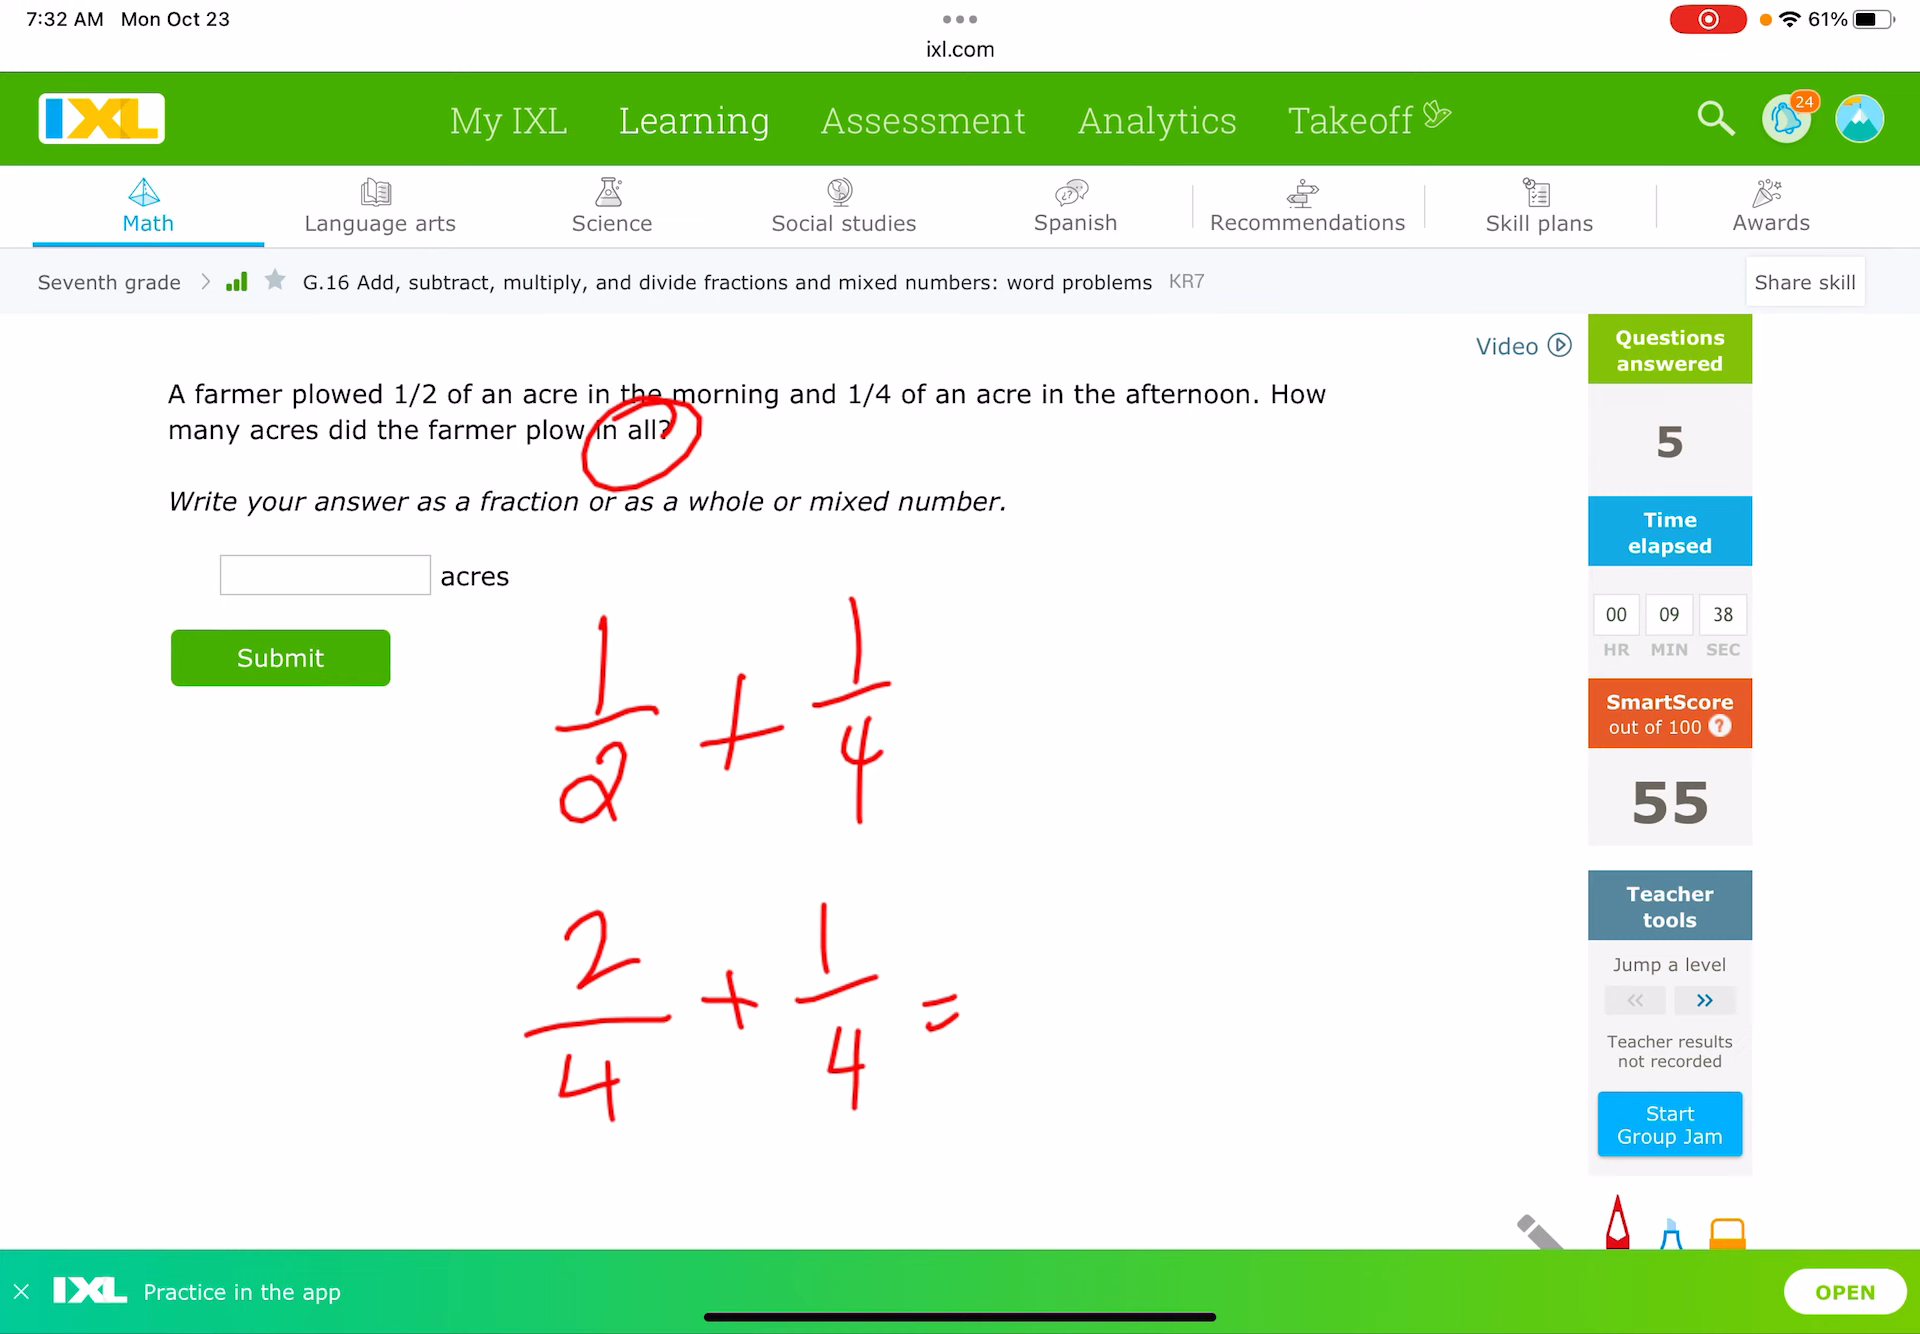 7:32 AM Mon Oct 23
61%
ixl.com
IXL
My IXL Learning Assessment Analytics Takeoff
24
Math Language arts Science Social studies Spanish Recommendations Skill plans Awards
Seventh grade > G.16 Add, subtract, multiply, and divide fractions and mixed numbers: word problems KR7
Share skill
Video
A farmer plowed 1/2 of an acre in the morning and 1/4 of an acre in the afternoon. How
many acres did the farmer plow in all?
Write your answer as a fraction or as a whole or mixed number.
acres
Submit
1/2 + 1/4
2/4 + 1/4 =
Questions
answered
5
Time
elapsed
00 09 38
HR MIN SEC
SmartScore
out of 100 ?
55
Teacher
tools
Jump a level
<< >>
Teacher results
not recorded
Start
Group Jam
× IXL Practice in the app
OPEN